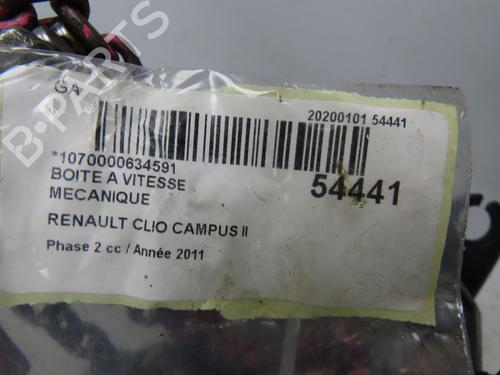 GA
20200101 54441
*1070000634591
BOITE A VITESSE
MECANIQUE
54441
RENAULT CLIO CAMPUS II
Phase 2 cc / Année 2011
B-PARTS